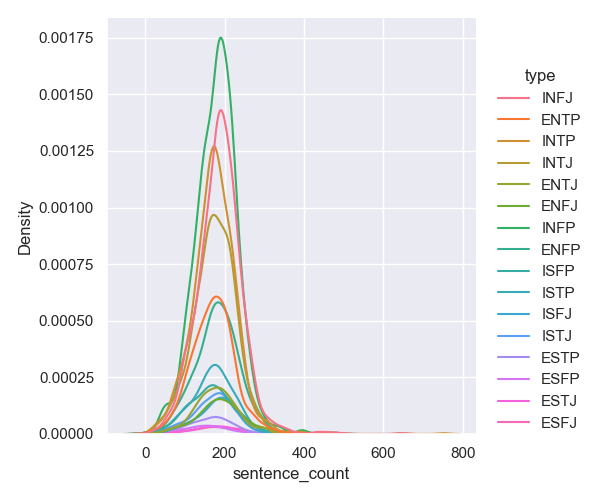 0.00175
0.00150
0.00125
0.00100
0.00075
0.00050
0.00025
0.00000
Density
0
200
400
600
800
sentence_count
type
INFJ
ENTP
INTP
INTJ
ENTJ
ENFJ
INFP
ENFP
ISFP
ISTP
ISFJ
ISTJ
ESTP
ESFP
ESTJ
ESFJ